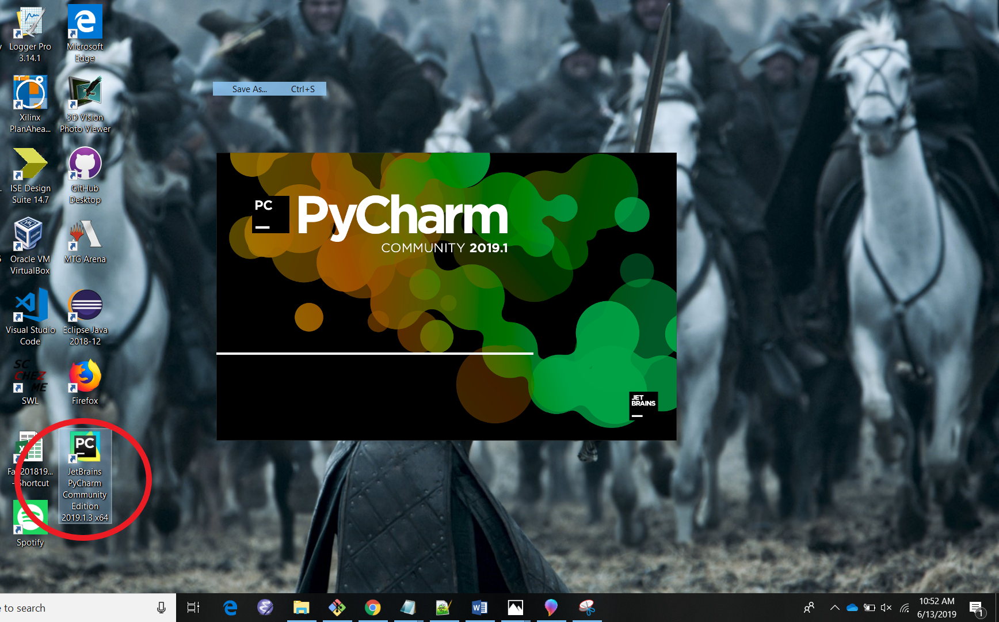 Logger Pro
3.14.1
Microsoft
Edge
Xilinx
PlanAhea...
3D Vision
Photo Viewer
ISE Design
Suite 14.7
GitHub
Desktop
Oracle VM
VirtualBox
MTG Arena
Visual Studio
Code
Eclipse Java
2018-12
SC
CHEZ
ME
SWL
Firefox
- Shortcut
PC
JetBrains
PyCharm
Community
Edition
2019.1.3 x64
Spotify
Save As... Ctrl+S
PC
PyCharm
COMMUNITY 2019.1
JET
BRAINS
to search
10:52 AM
6/13/2019
1